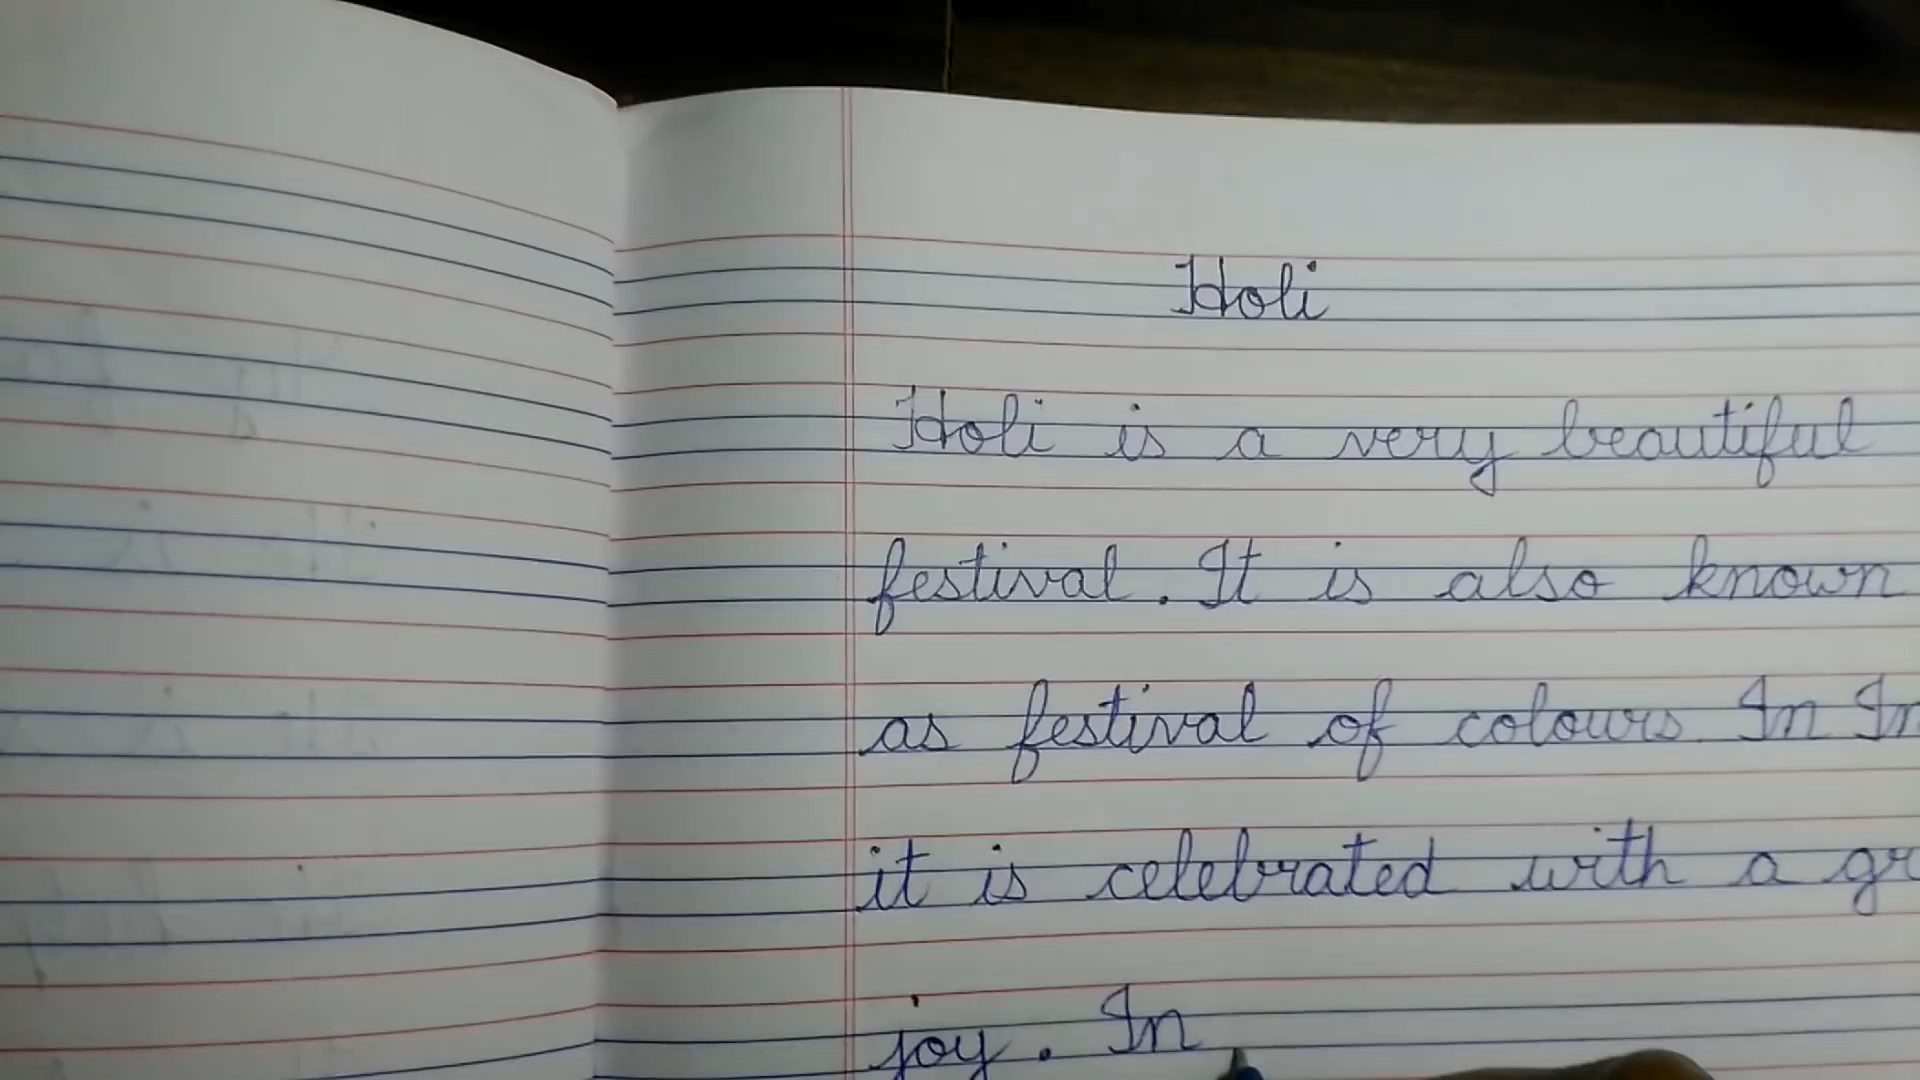 Holi
Holi is a very beautiful
festival. It is also known
as festival of colours. In
it is celebrated with a
joy. In